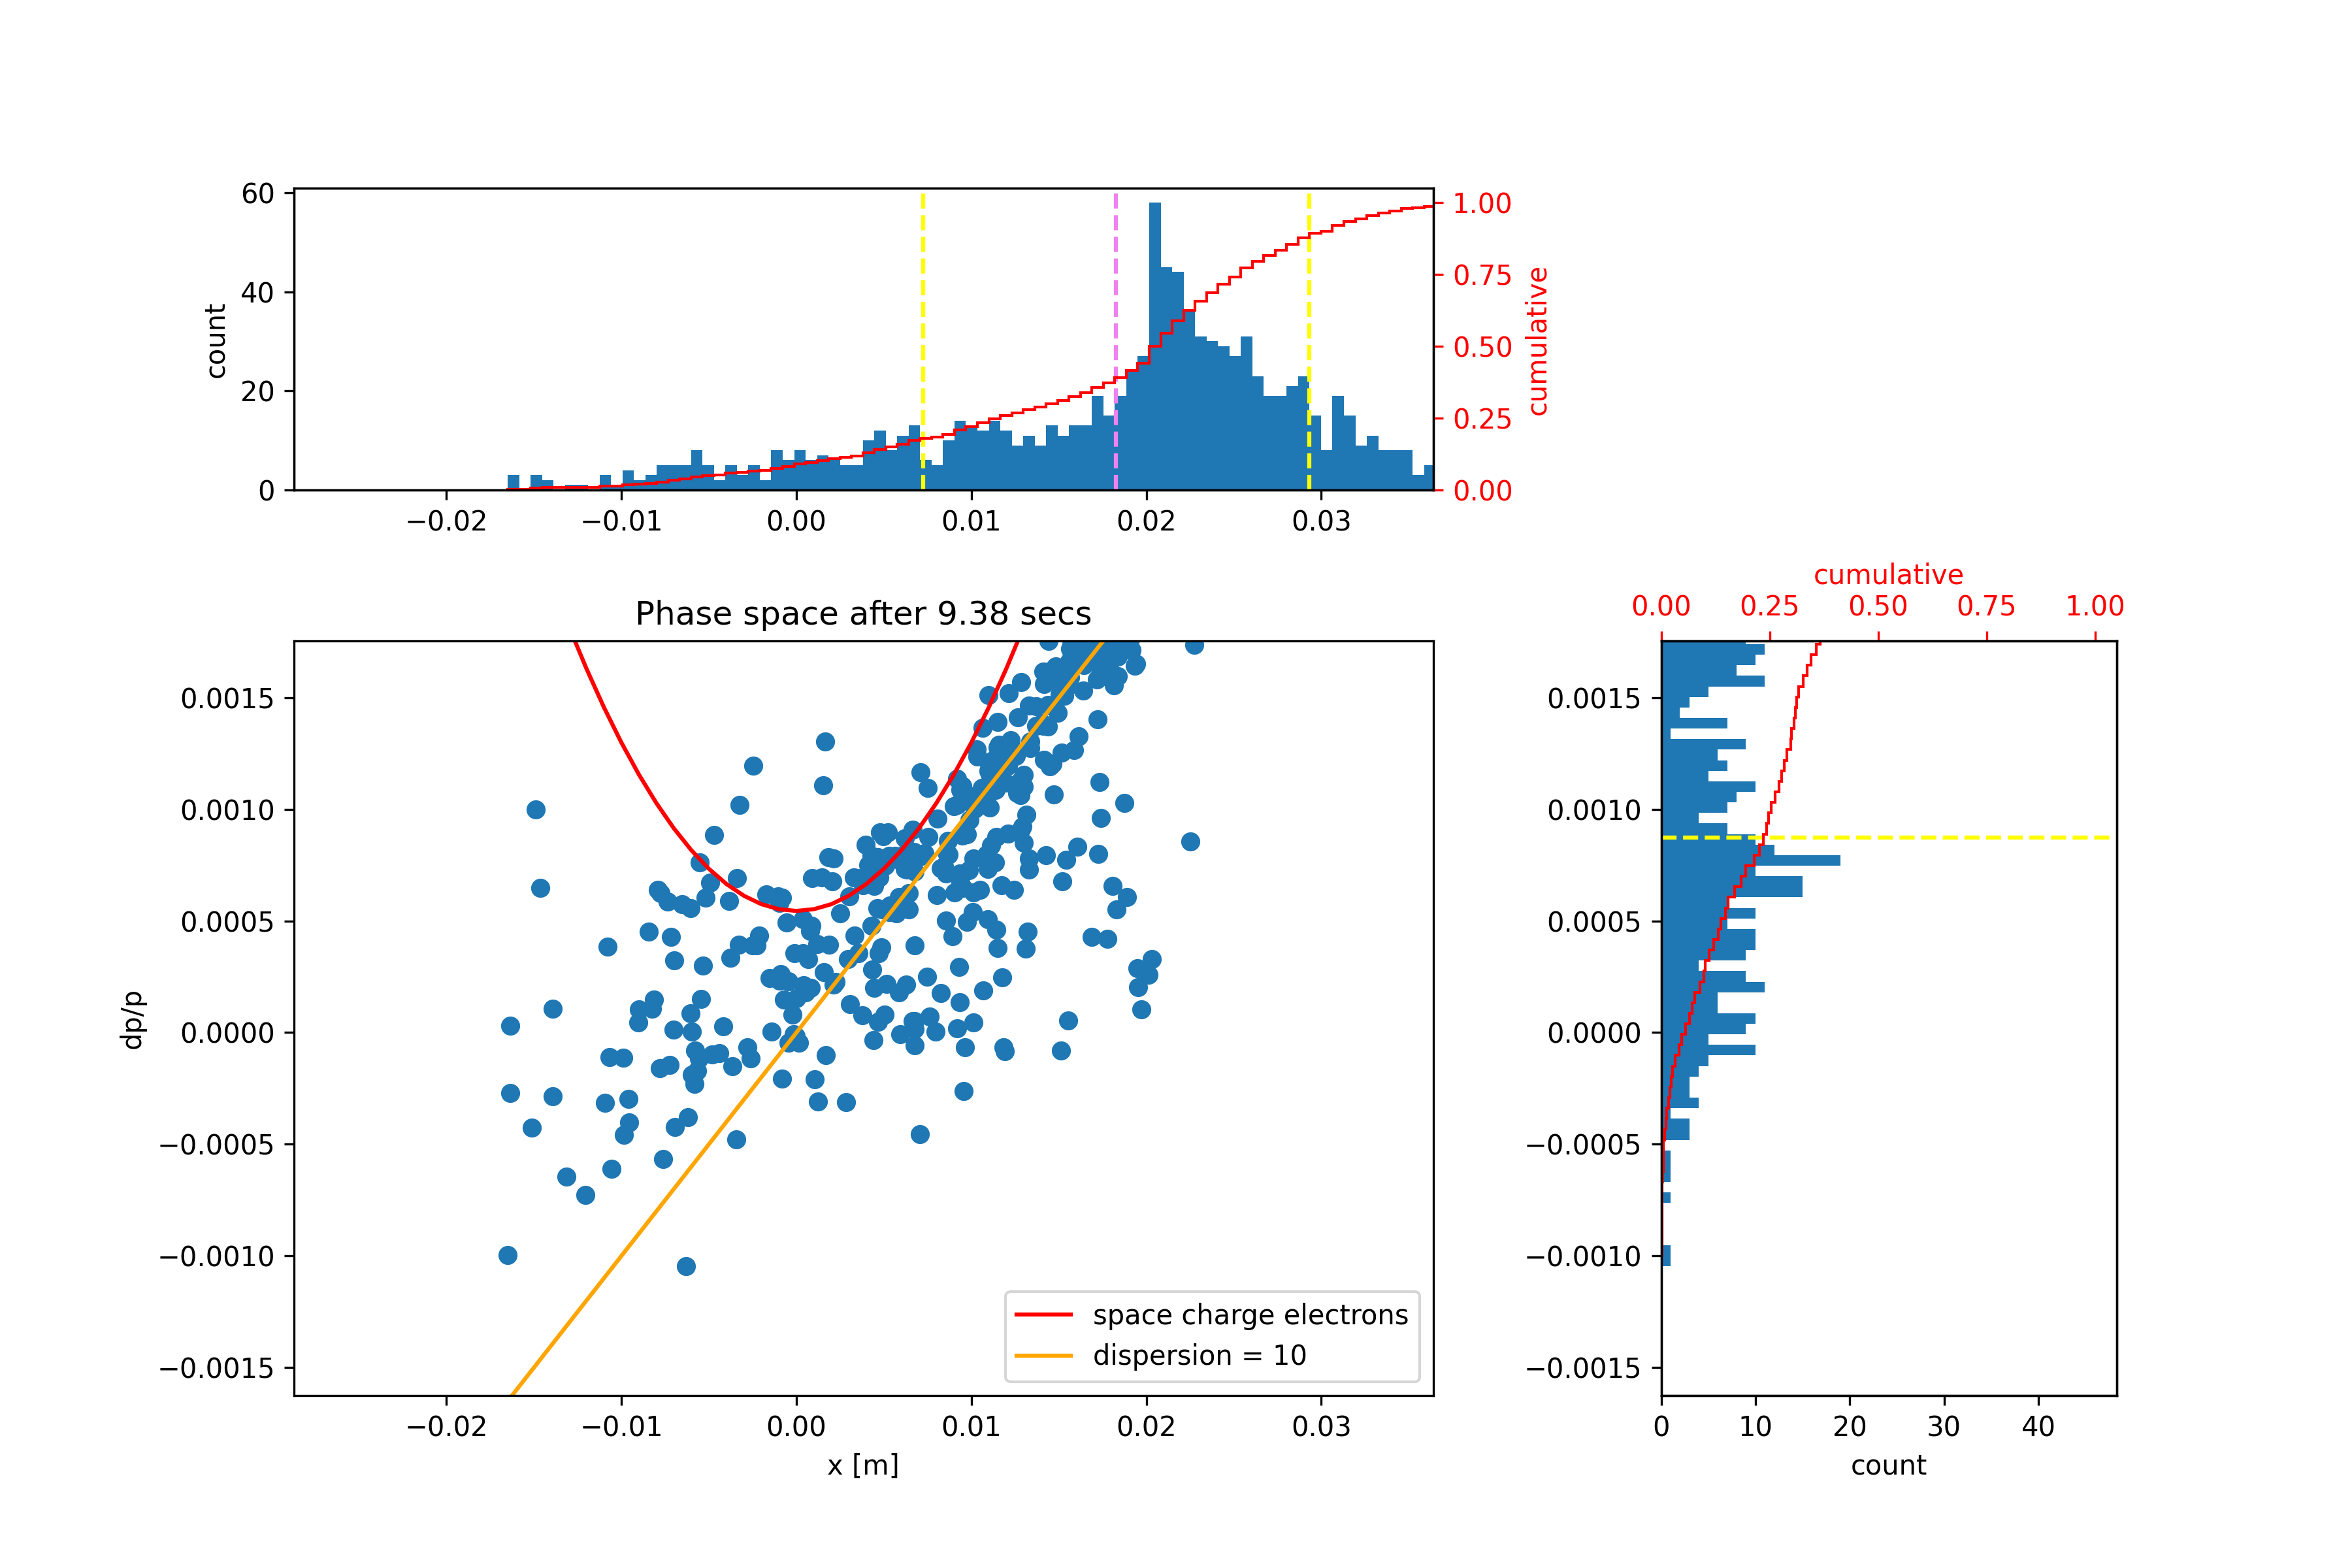 60
40
20
0
count
1.00
0.75
0.50
0.25
0.00
cumulative
−0.02 −0.01 0.00 0.01 0.02 0.03
Phase space after 9.38 secs
0.0015
0.0010
0.0005
0.0000
−0.0005
−0.0010
−0.0015
dp/p
space charge electrons
dispersion = 10
−0.02 −0.01 0.00 0.01 0.02 0.03
x [m]
cumulative
0.00 0.25 0.50 0.75 1.00
0.0015
0.0010
0.0005
0.0000
−0.0005
−0.0010
−0.0015
0 10 20 30 40
count